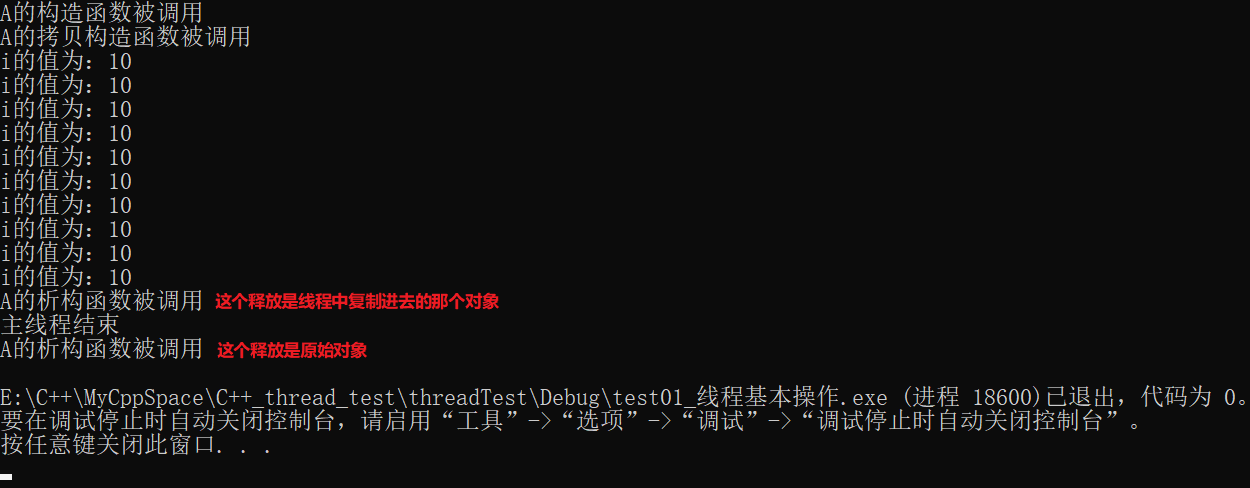 A的构造函数被调用
A的拷贝构造函数被调用
i的值为：10
i的值为：10
i的值为：10
i的值为：10
i的值为：10
i的值为：10
i的值为：10
i的值为：10
i的值为：10
i的值为：10
A的析构函数被调用 这个释放是线程中复制进去的那个对象
主线程结束
A的析构函数被调用 这个释放是原始对象
E:\C++\MyCppSpace\C++_thread_test\threadTest\Debug\test01_线程基本操作.exe (进程 18600)已退出，代码为 0。
要在调试停止时自动关闭控制台，请启用“工具”->“选项”->“调试”->“调试停止时自动关闭控制台”。
按任意键关闭此窗口. . .